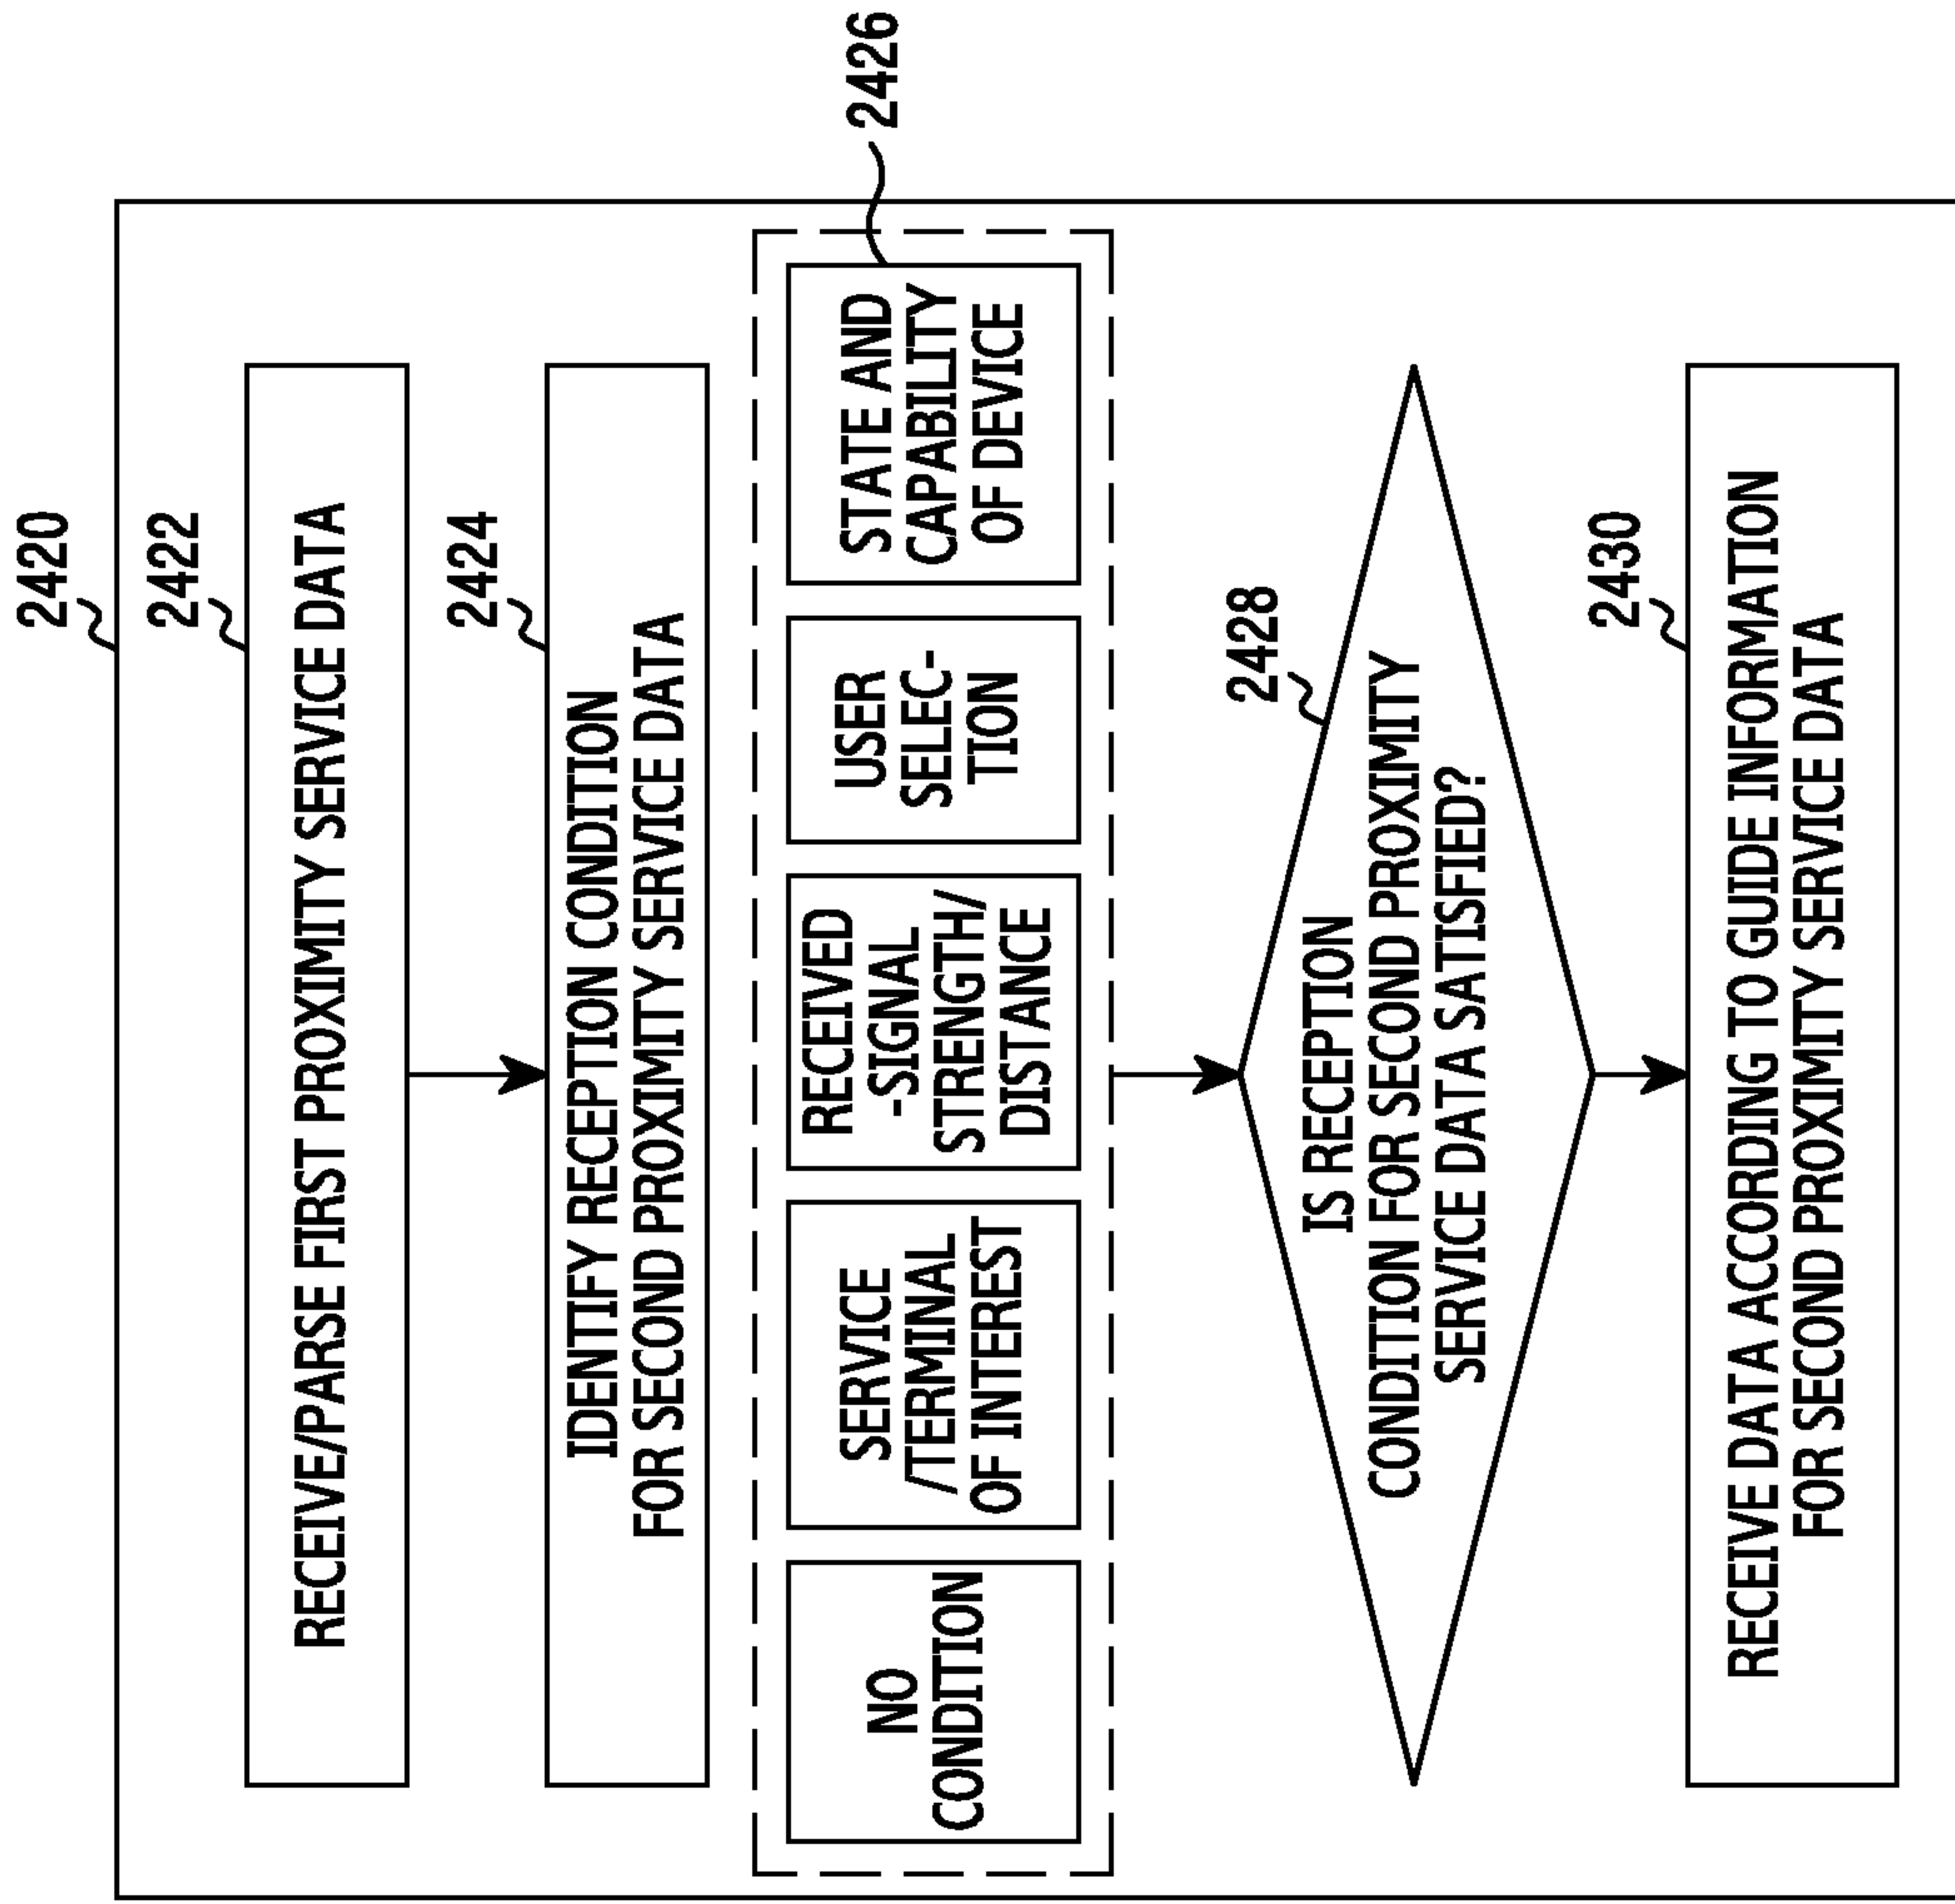 2420
2422
RECEIVE/PARSE FIRST PROXIMITY SERVICE DATA
2424
IDENTIFY RECEPTION CONDITION
FOR SECOND PROXIMITY SERVICE DATA
NO
CONDITION
SERVICE
/TERMINAL
OF INTEREST
RECEIVED
-SIGNAL
STRENGTH/
DISTANCE
USER
SELEC-
TION
STATE AND
CAPABILITY
OF DEVICE
2426
2428
IS RECEPTION
CONDITION FOR SECOND PROXIMITY
SERVICE DATA SATISFIED?
2430
RECEIVE DATA ACCORDING TO GUIDE INFORMATION
FOR SECOND PROXIMITY SERVICE DATA